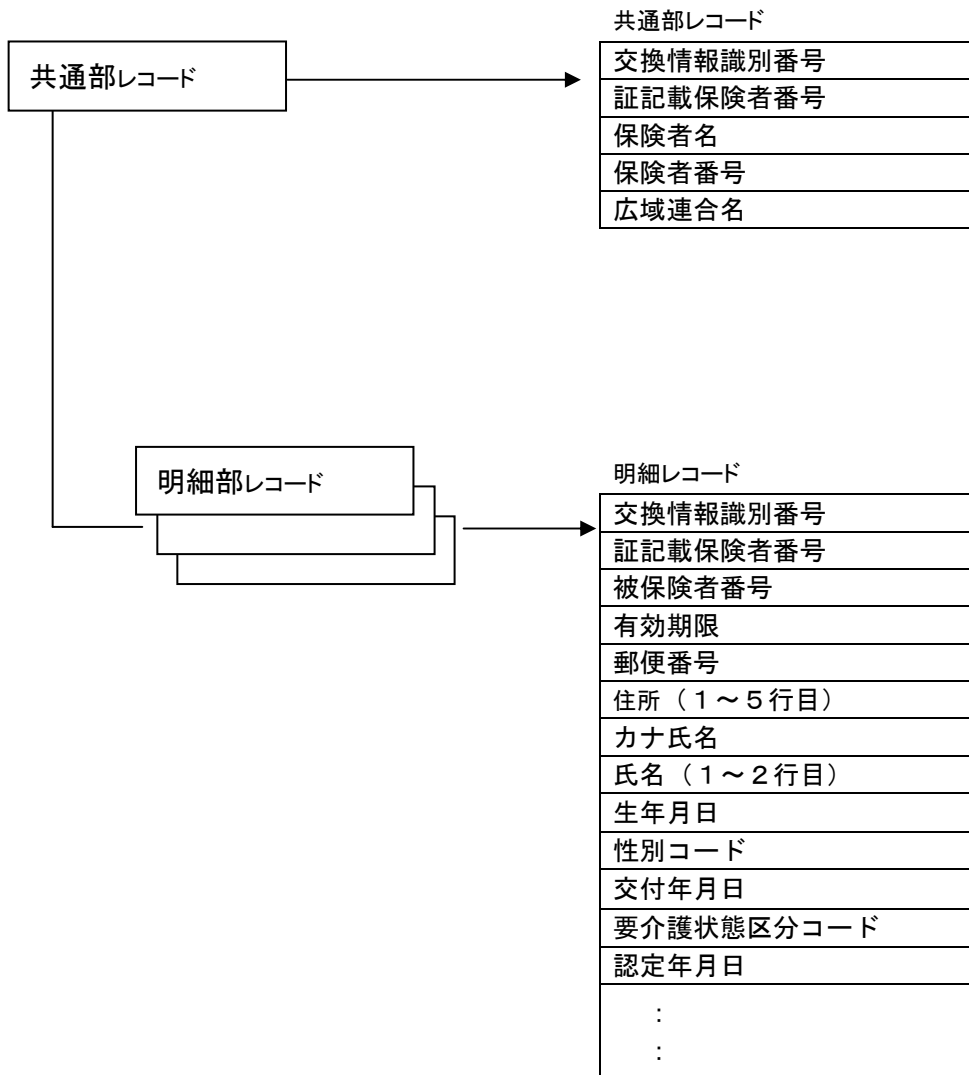 共通部レコード
共通部レコード
交換情報識別番号
証記載保険者番号
保険者名
保険者番号
広域連合名
明細部レコード
明細レコード
交換情報識別番号
証記載保険者番号
被保険者番号
有効期限
郵便番号
住所（１～５行目）
カナ氏名
氏名（１～２行目）
生年月日
性別コード
交付年月日
要介護状態区分コード
認定年月日
：
：